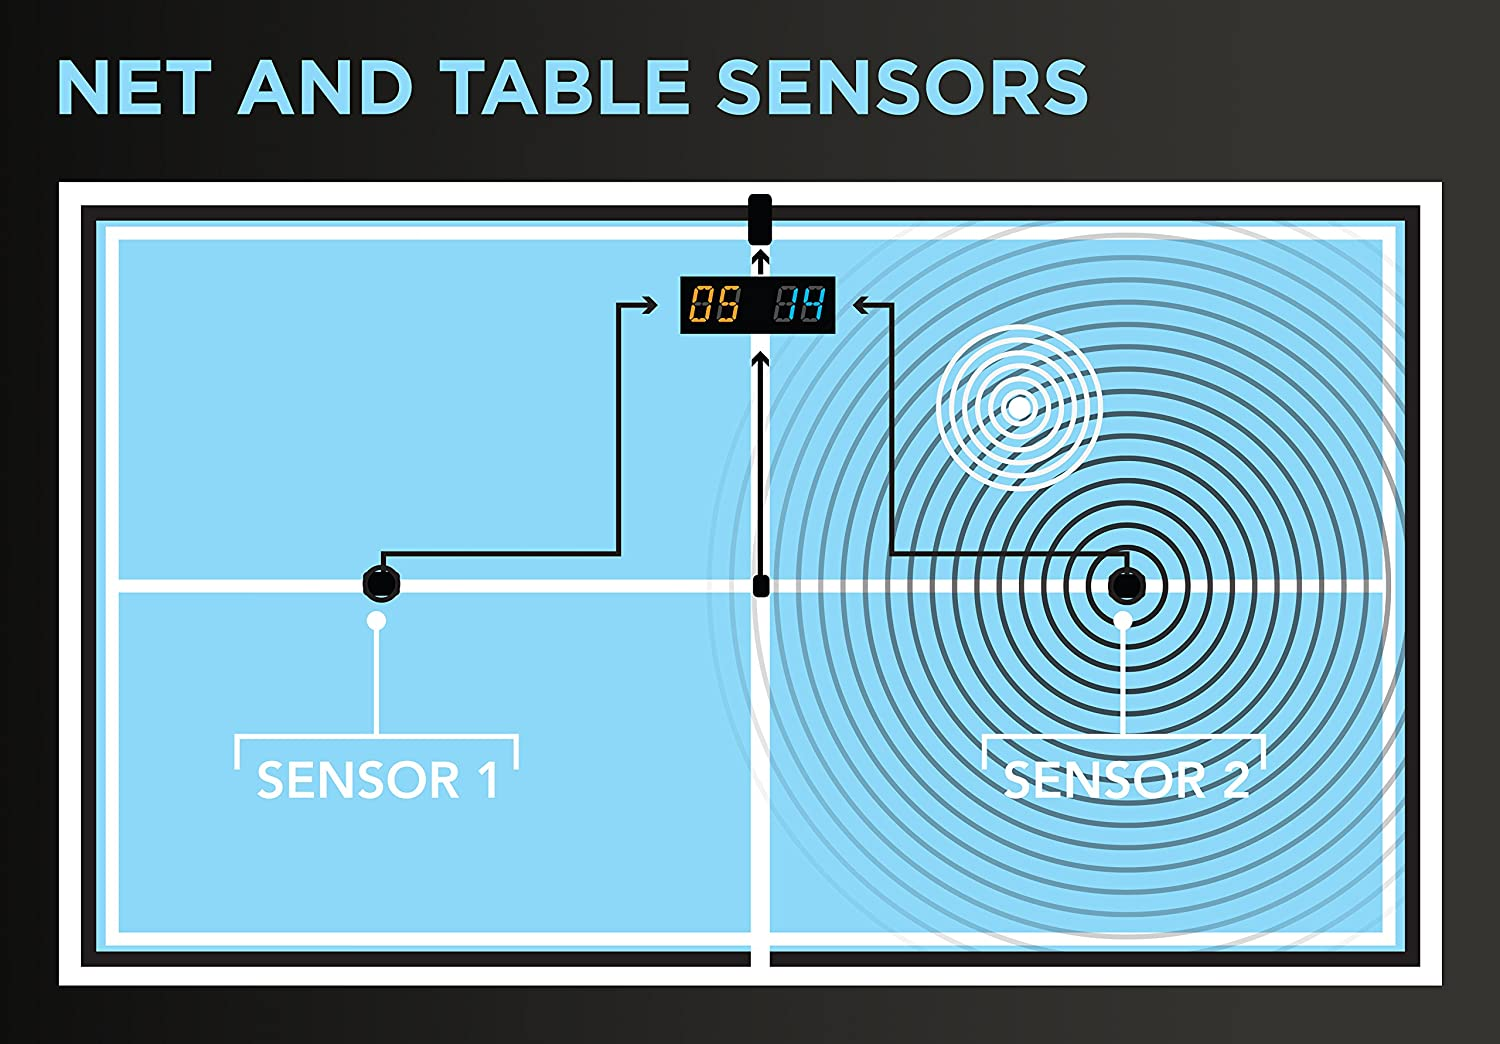 NET AND TABLE SENSORS
05 14
SENSOR 1
SENSOR 2